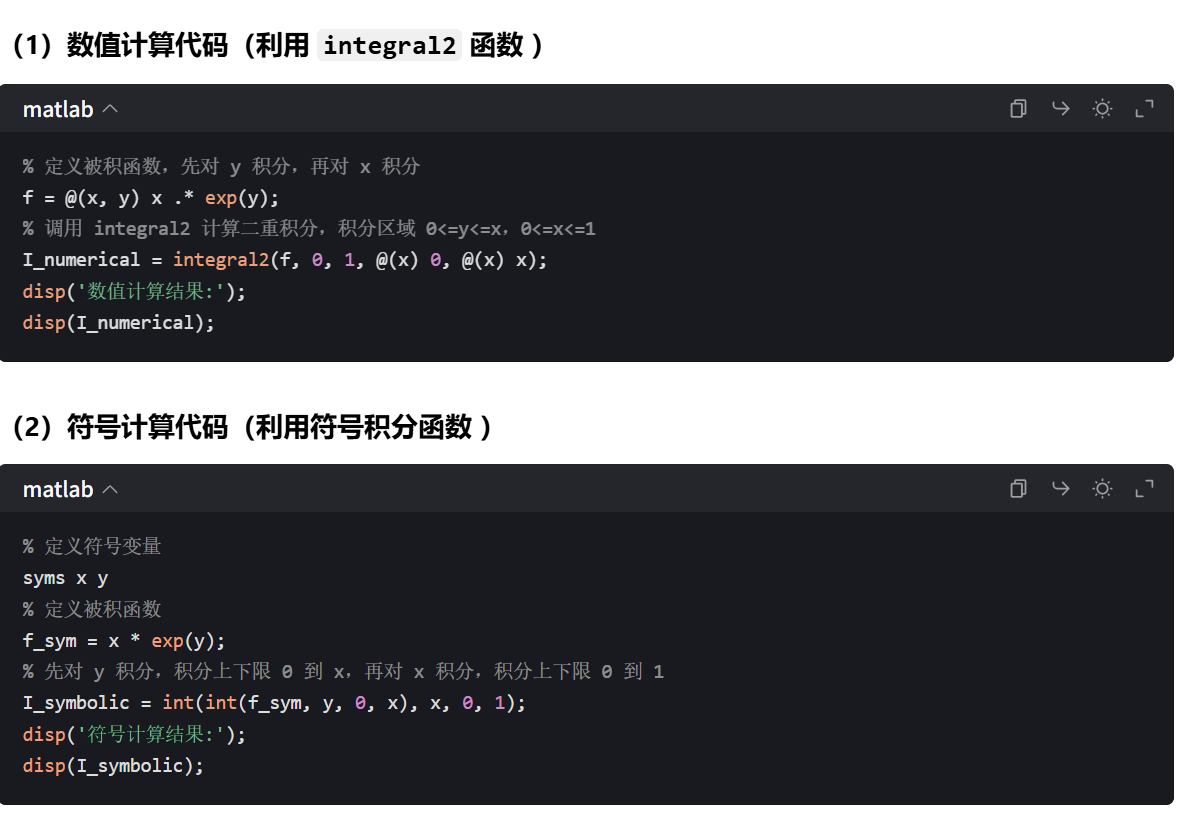 （1）数值计算代码（利用 integral2 函数 ）
matlab
% 定义被积函数，先对 y 积分，再对 x 积分
f = @(x, y) x .* exp(y);
% 调用 integral2 计算二重积分，积分区域 0<=y<=x，0<=x<=1
I_numerical = integral2(f, 0, 1, @(x) 0, @(x) x);
disp('数值计算结果:');
disp(I_numerical);
（2）符号计算代码（利用符号积分函数 ）
matlab
% 定义符号变量
syms x y
% 定义被积函数
f_sym = x * exp(y);
% 先对 y 积分，积分上下限 0 到 x，再对 x 积分，积分上下限 0 到 1
I_symbolic = int(int(f_sym, y, 0, x), x, 0, 1);
disp('符号计算结果:');
disp(I_symbolic);